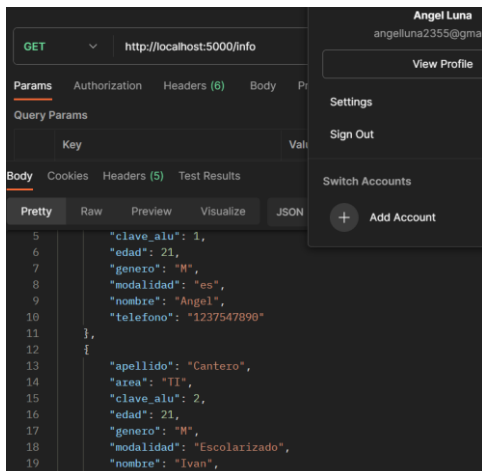 Angel Luna
angelluna2355@gma
View Profile
Settings
Sign Out
Switch Accounts
+ Add Account
GET http://localhost:5000/info
Params Authorization Headers (6) Body Pr
Query Params
Key Valu
Body Cookies Headers (5) Test Results
Pretty Raw Preview Visualize JSON
5 "clave_alu": 1,
6 "edad": 21,
7 "genero": "M",
8 "modalidad": "es",
9 "nombre": "Angel",
10 "telefono": "1237547890"
11 },
12 {
13 "apellido": "Cantero",
14 "area": "TI",
15 "clave_alu": 2,
16 "edad": 21,
17 "genero": "M",
18 "modalidad": "Escolarizado",
19 "nombre": "Ivan",